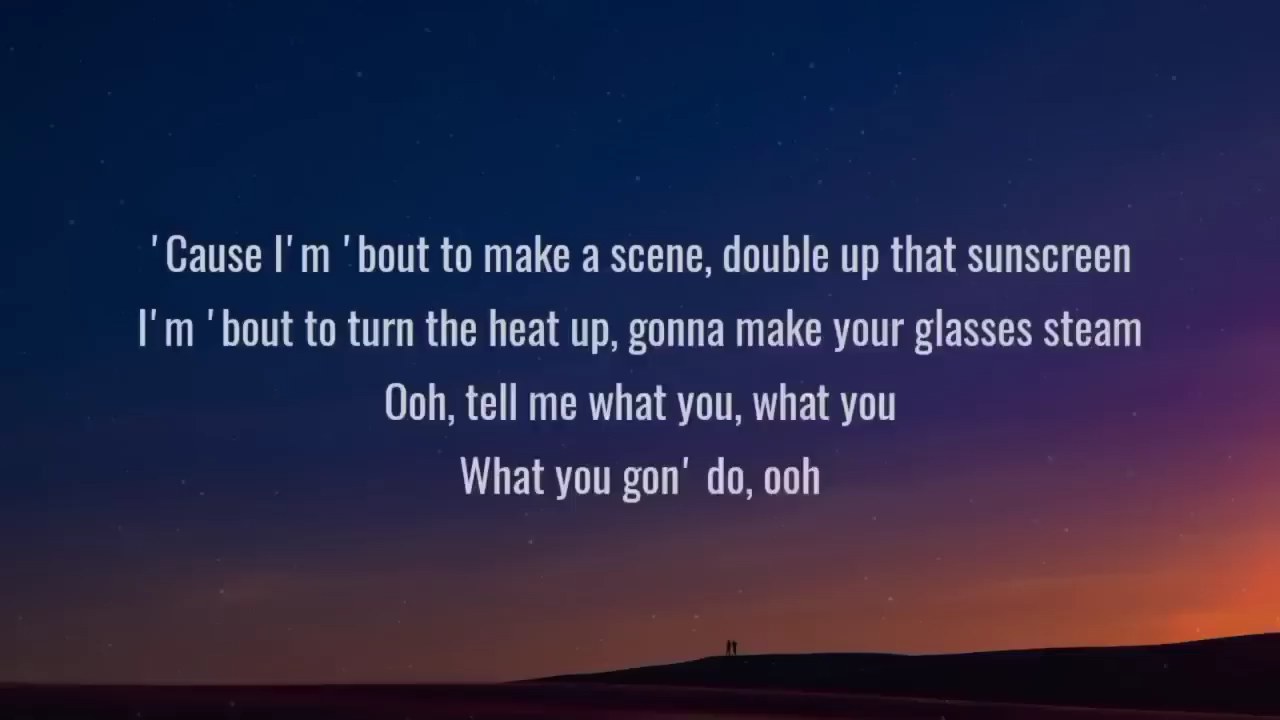 'Cause I'm 'bout to make a scene, double up that sunscreen
I'm 'bout to turn the heat up, gonna make your glasses steam
Ooh, tell me what you, what you
What you gon' do, ooh